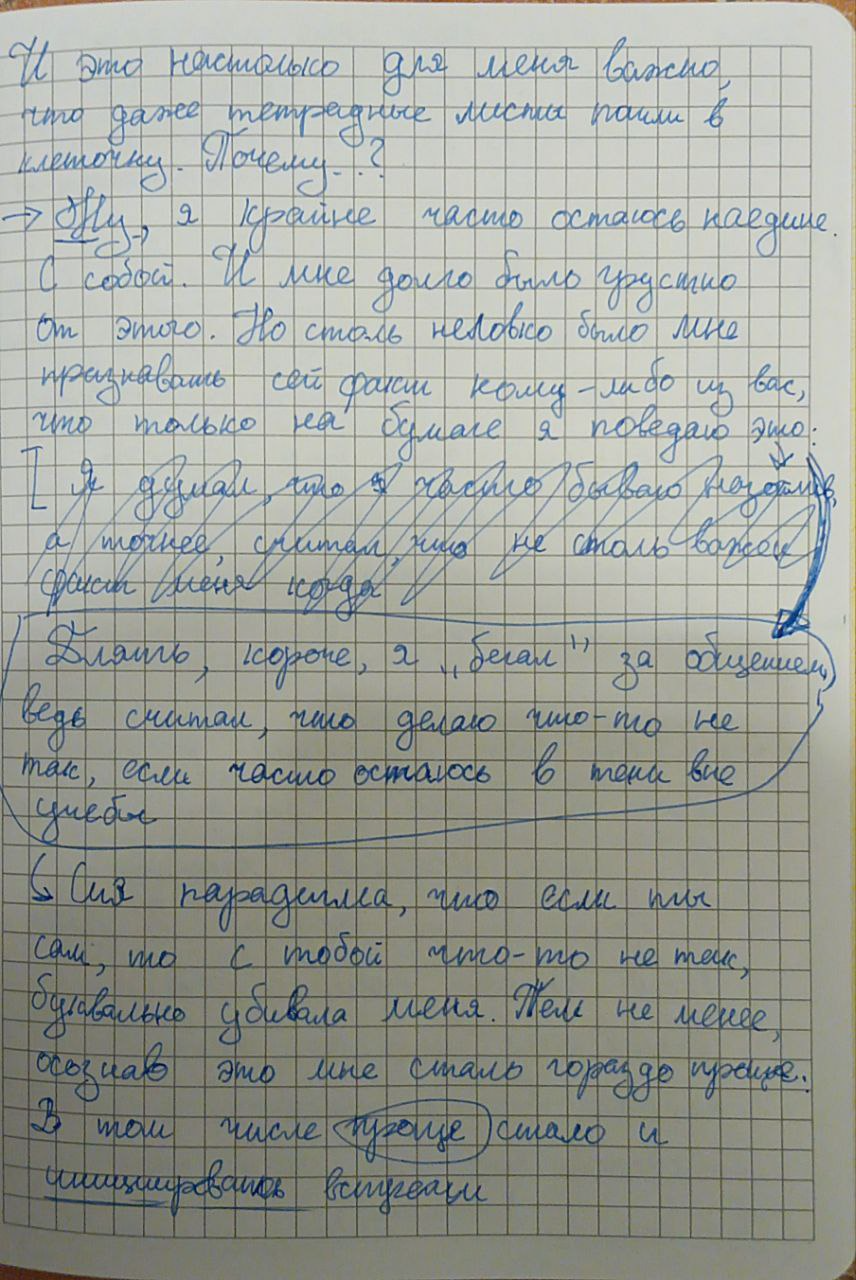 И это настолько для меня важно,
что даже тетрадные листы пошли в
клеточку. Почему...?
→ Ну, я крайне часто остаюсь наедине
с собой. И мне долго было грустно
от этого. Но столь неловко было мне
признавать сей факт кому-либо из вас,
что только на бумаге я поведаю это:
[ Я думал, что я часто бываю
а точнее, считал, что не столь важен
факт меня когда
Блять, короче, я „бегал" за общением,
ведь считал, что делаю что-то не
так, если часто остаюсь в тени вне
учебы
Сия парадигма, что если ты
сам, то с тобой что-то не так,
буквально убивала меня. Тем не менее,
осознав это мне сталь гораздо проще.
В том числе проще стало и
инициировать встречи